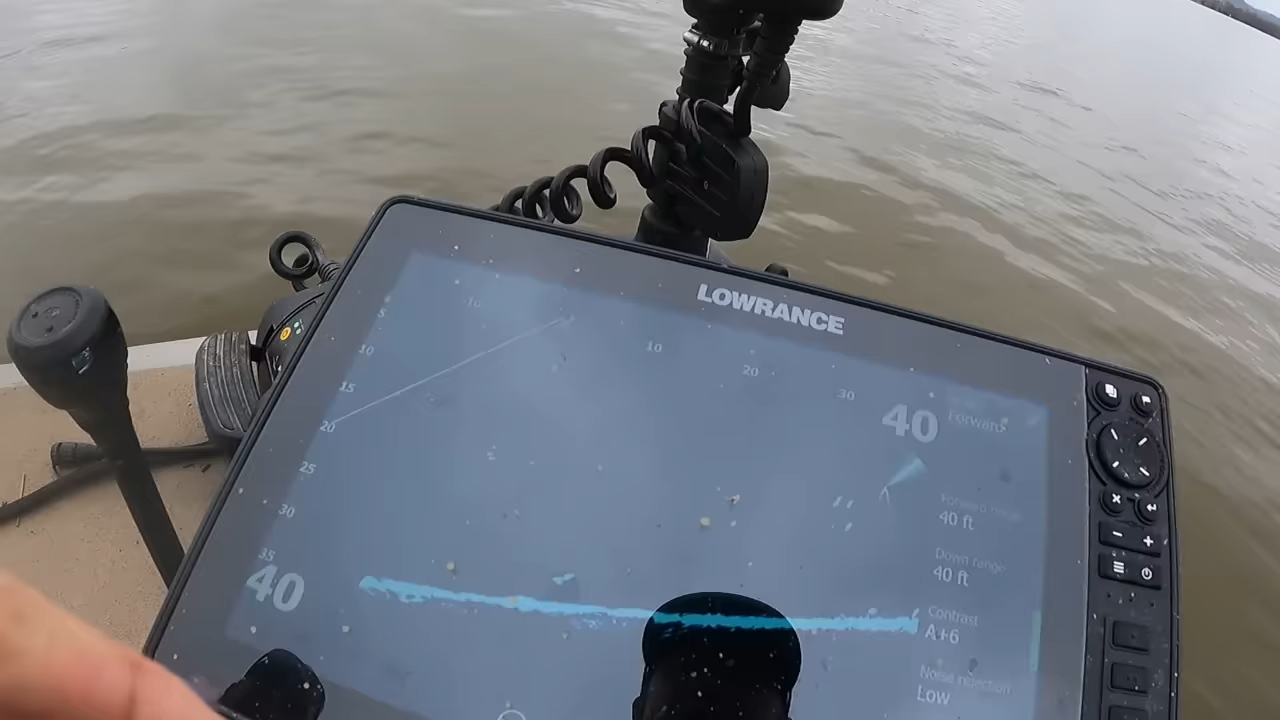 LOWRANCE
10
10
20
30
5
10
15
20
25
30
35
40
40 Forward
Forward range
40 ft
Down range
40 ft
Contrast
A+6
Noise rejection
Low